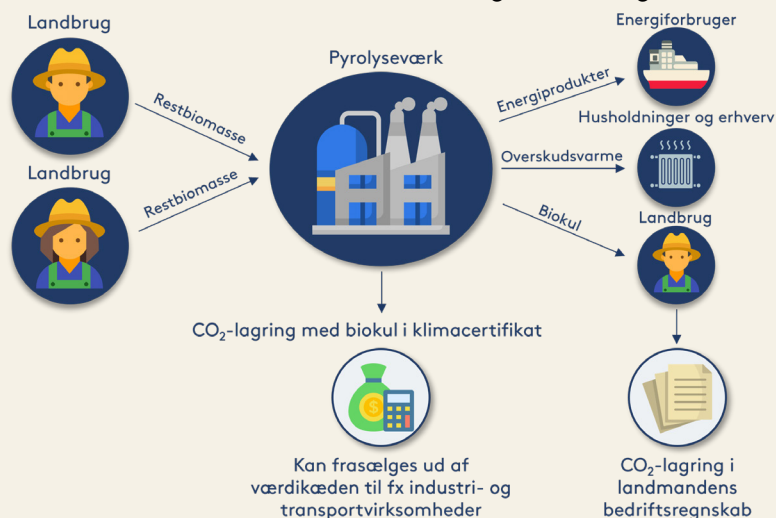 Landbrug
Restbiomasse
Landbrug
Restbiomasse
Pyrolyseværk
Energiprodukter
Energiforbruger
Overskudsvarme
Husholdninger og erhverv
Biokul
Landbrug
CO₂-lagring med biokul i klimacertifikat
Kan frasælges ud af
værdikæden til fx industri- og
transportvirksomheder
CO₂-lagring i
landmandens
bedriftsregnskab